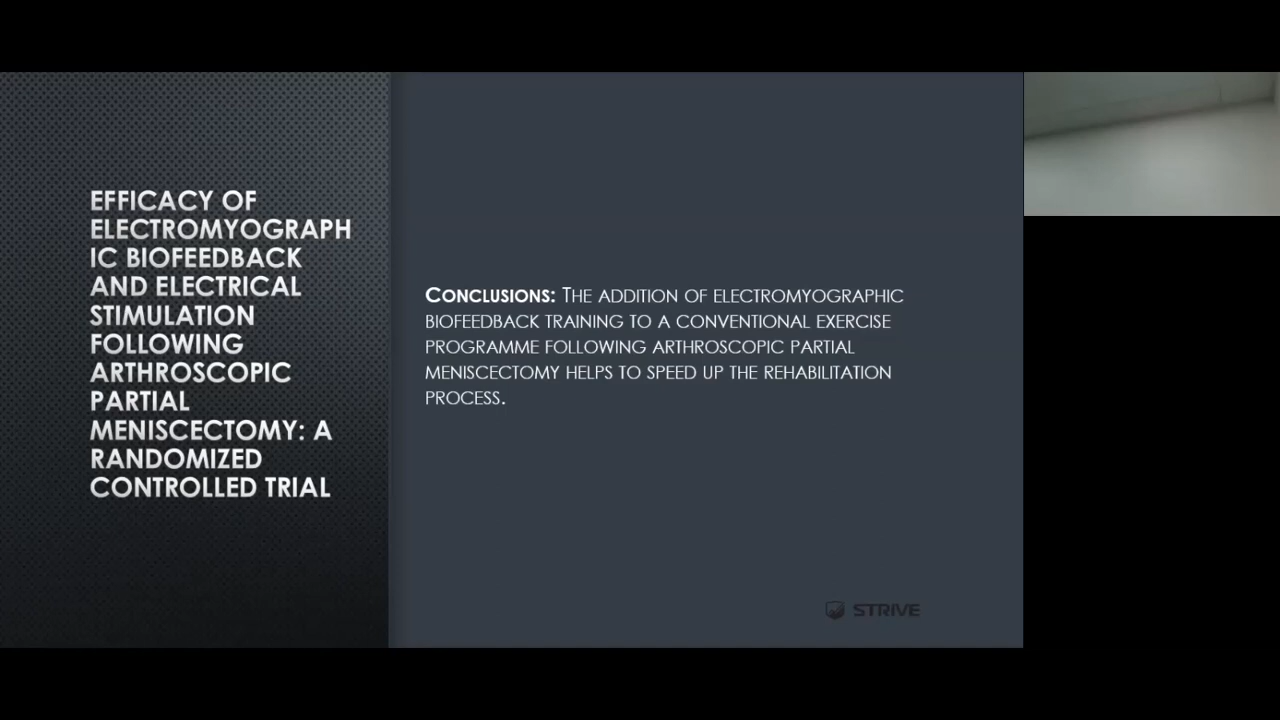 EFFICACY OF
ELECTROMYOGRAPH
IC BIOFEEDBACK
AND ELECTRICAL
STIMULATION
FOLLOWING
ARTHROSCOPIC
PARTIAL
MENISCECTOMY: A
RANDOMIZED
CONTROLLED TRIAL
CONCLUSIONS: THE ADDITION OF ELECTROMYOGRAPHIC
BIOFEEDBACK TRAINING TO A CONVENTIONAL EXERCISE
PROGRAMME FOLLOWING ARTHROSCOPIC PARTIAL
MENISCECTOMY HELPS TO SPEED UP THE REHABILITATION
PROCESS.
STRIVE